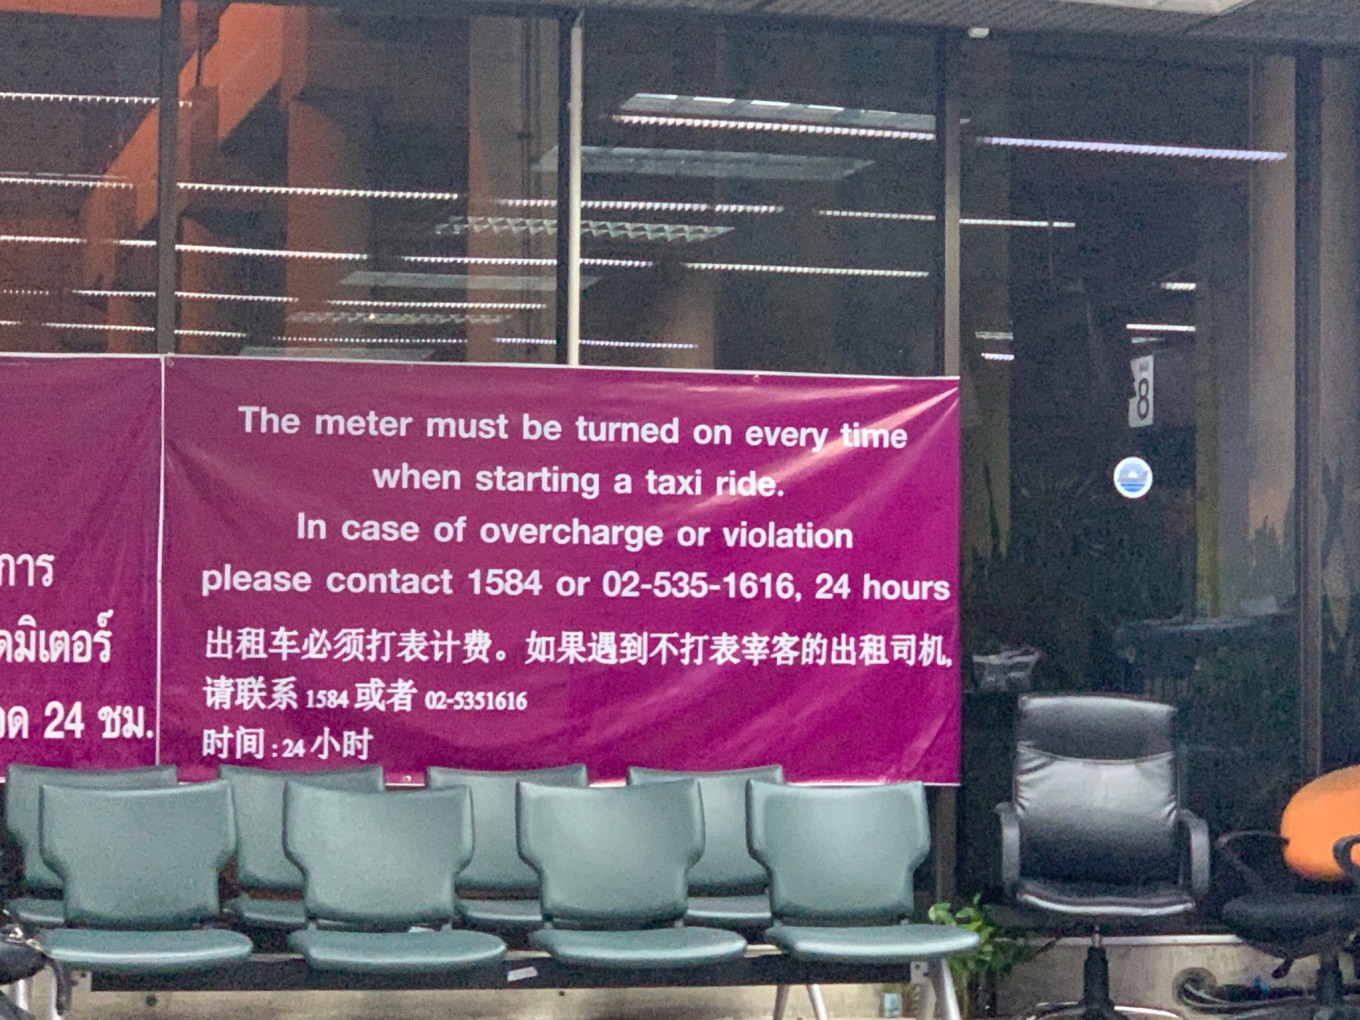 การ
มิเตอร์
24 ชม.
The meter must be turned on every time
when starting a taxi ride.
In case of overcharge or violation
please contact 1584 or 02-535-1616, 24 hours
出租车必须打表计费。如果遇到不打表宰客的出租司机,
请联系 1584 或者 02-5351616
时间 : 24 小时
8